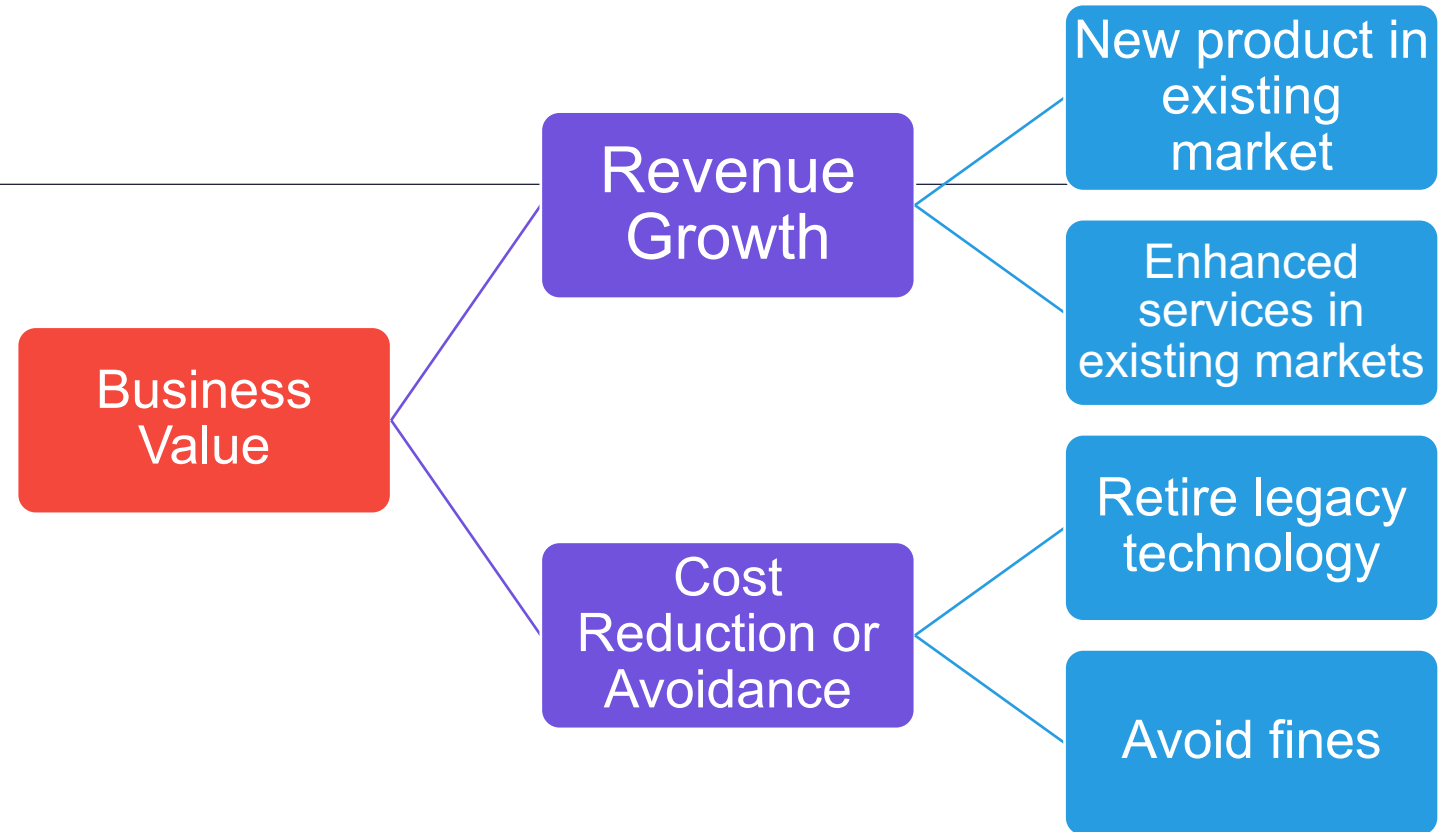 New product in
existing
market
Revenue
Growth
Enhanced
services in
existing markets
Business
Value
Retire legacy
technology
Cost
Reduction or
Avoidance
Avoid fines